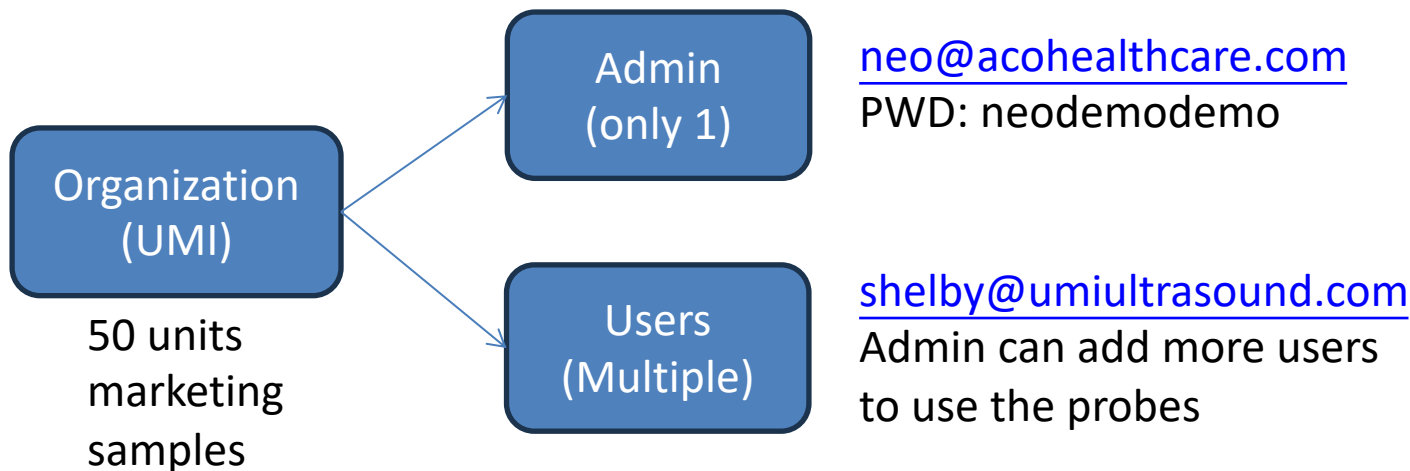 Organization
(UMI)
50 units
marketing
samples
Admin
(only 1)
neo@acohealthcare.com
PWD: neodemodemo
Users
(Multiple)
shelby@umiultrasound.com
Admin can add more users
to use the probes